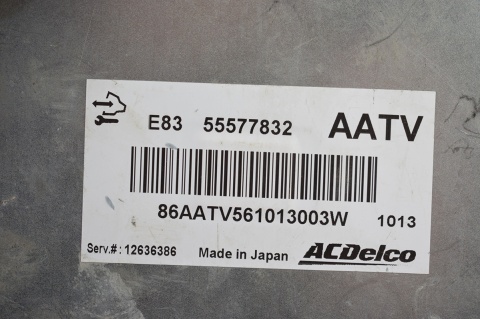 E83 55577832 AATV
86AATV561013003W 1013
Serv.#: 12636386 Made in Japan ACDelco